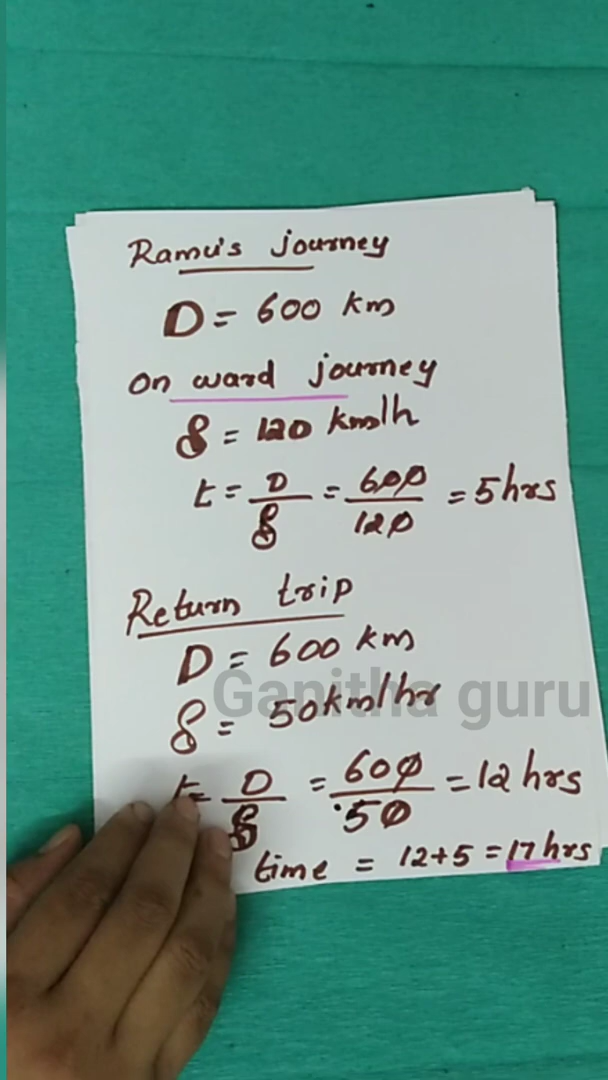 Ramu's journey
D = 600 km
on ward journey
S = 120 km/h
t = D/S = 600/120 = 5 hrs
Return trip
D = 600 km
S = 50 km/hr
Ganitha guru
t = D/S = 600/50 = 12 hrs
time = 12+5 = 17 hrs